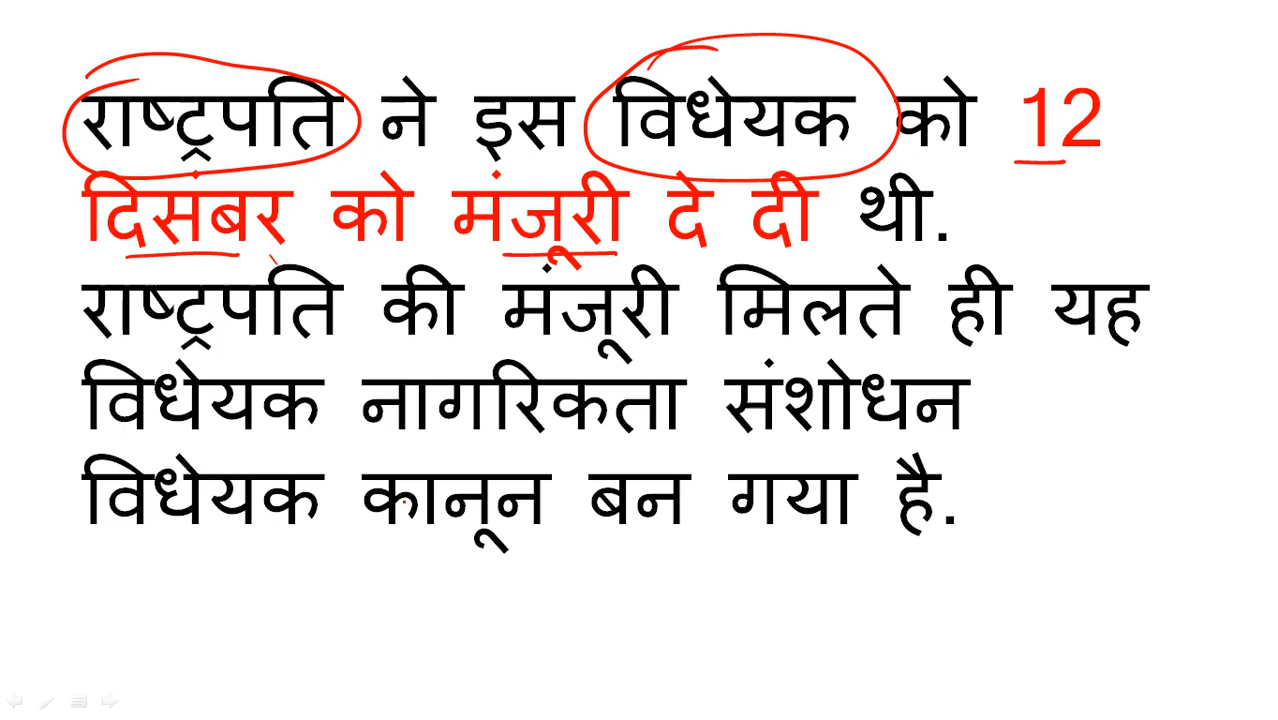 राष्ट्रपति ने इस विधेयक को 12
दिसंबर को मंजूरी दे दी थी.
राष्ट्रपति की मंजूरी मिलते ही यह
विधेयक नागरिकता संशोधन
विधेयक कानून बन गया है.